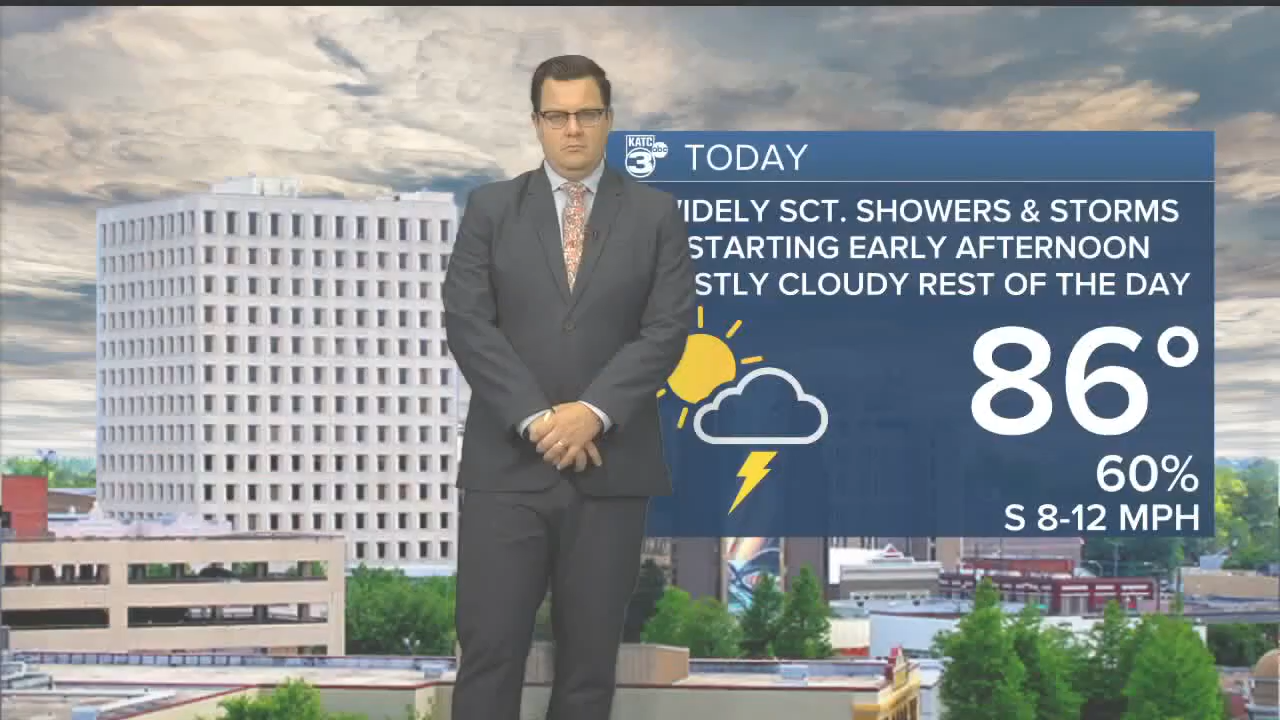 KATC
3 abc
TODAY
IDELY SCT. SHOWERS & STORMS
STARTING EARLY AFTERNOON
STLY CLOUDY REST OF THE DAY
86°
60%
S 8-12 MPH